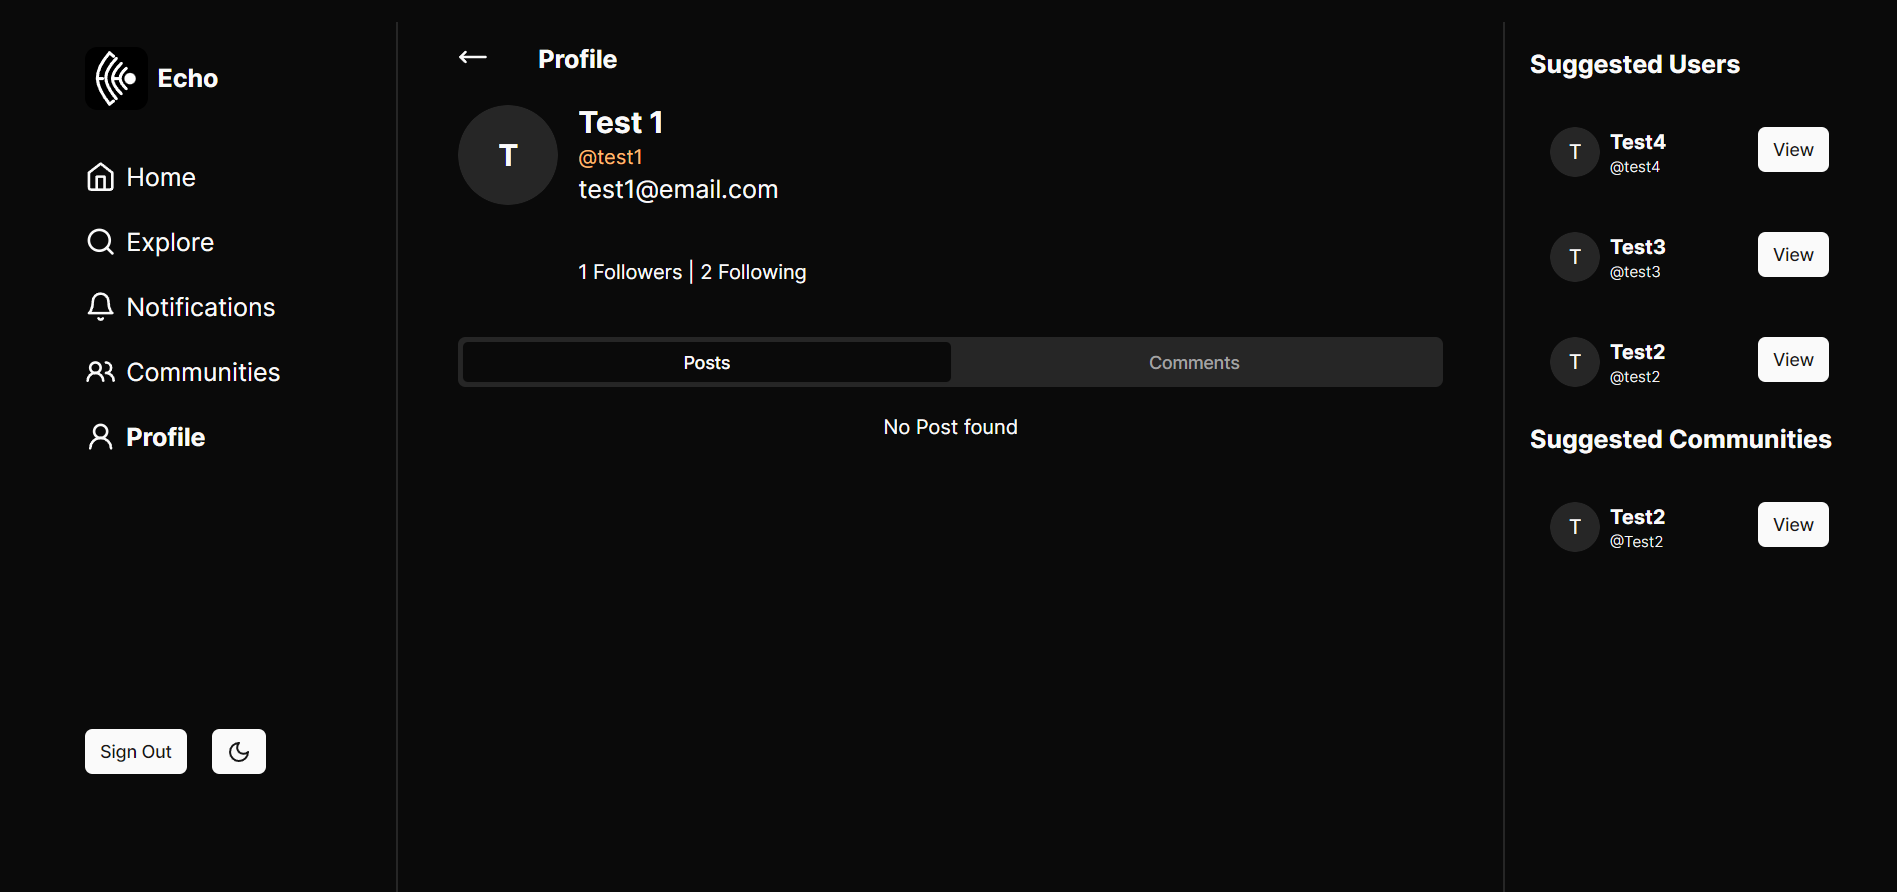 Echo
Home
Explore
Notifications
Communities
Profile
Sign Out
Profile
T
Test 1
@test1
test1@email.com
1 Followers | 2 Following
Posts
Comments
No Post found
Suggested Users
T
Test4
@test4
View
T
Test3
@test3
View
T
Test2
@test2
View
Suggested Communities
T
Test2
@Test2
View